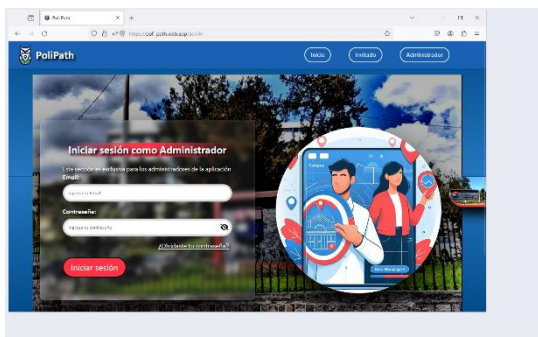 Poli Path
PoliPath
Inicio
Invitado
Administrador
Iniciar sesión como Administrador
Esta sección es exclusiva para los administradores de la aplicación
Email:
Contraseña:
¿Olvidaste tu contraseña?
Iniciar sesión